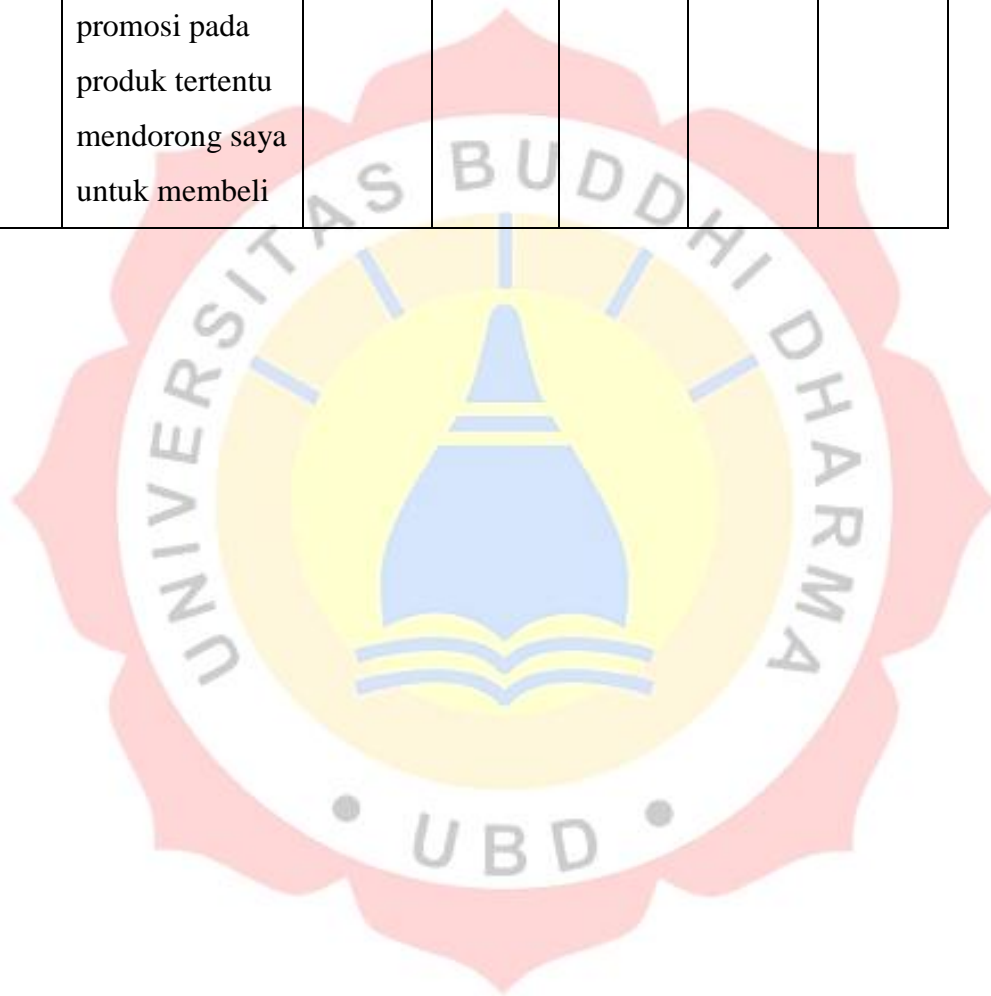 promosi pada
produk tertentu
mendorong saya
untuk membeli
UNIVERSITAS BUDDHI DHARMA
• UBD •